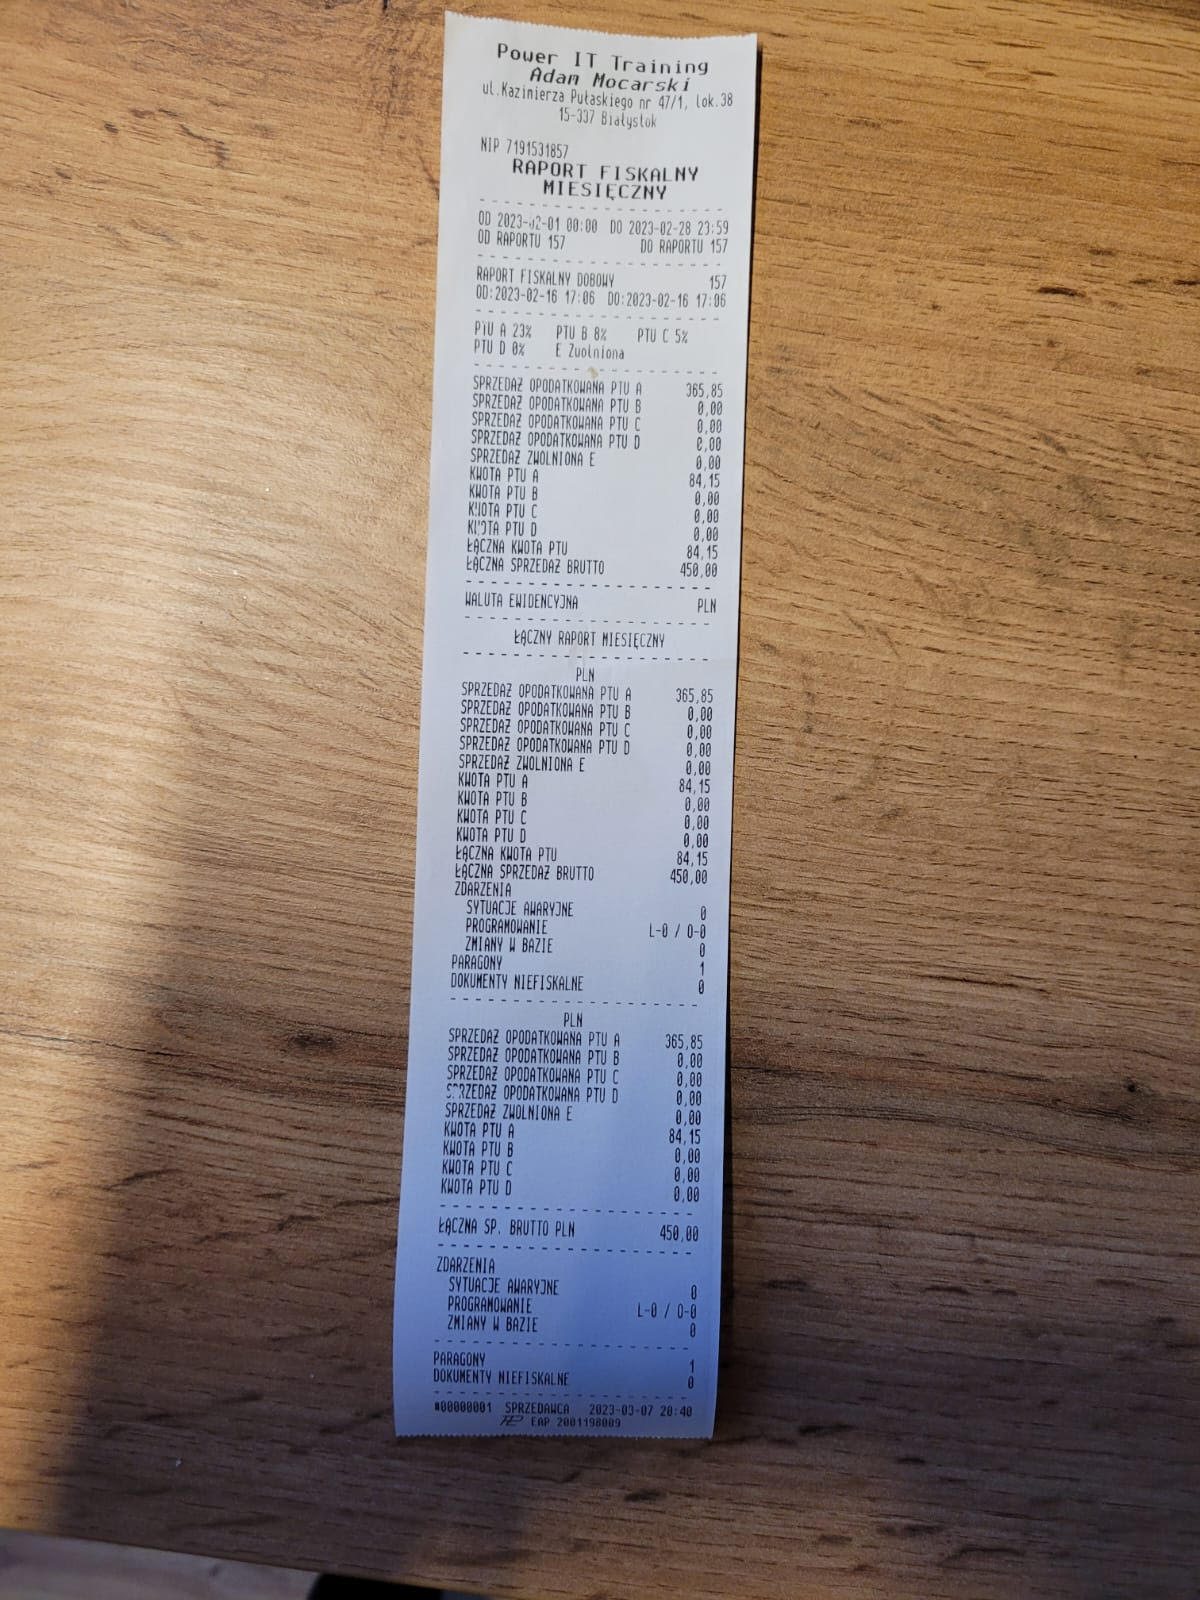 Power IT Training
Adam Mocarski
ul.Kazimierza Pułaskiego nr 47/1, lok.38
15-337 Białystok
NIP 7191531857
RAPORT FISKALNY
MIESIĘCZNY
OD 2023-02-01 00:00 DO 2023-02-28 23:59
OD RAPORTU 157 DO RAPORTU 157
RAPORT FISKALNY DOBOWY 157
OD:2023-02-16 17:06 DO:2023-02-16 17:06
PTU A 23% PTU B 8% PTU C 5%
PTU D 0% E Zwolniona
SPRZEDAŻ OPODATKOWANA PTU A 365,85
SPRZEDAŻ OPODATKOWANA PTU B 0,00
SPRZEDAŻ OPODATKOWANA PTU C 0,00
SPRZEDAŻ OPODATKOWANA PTU D 0,00
SPRZEDAŻ ZWOLNIONA E 0,00
KWOTA PTU A 84,15
KWOTA PTU B 0,00
KWOTA PTU C 0,00
KWOTA PTU D 0,00
ŁĄCZNA KWOTA PTU 84,15
ŁĄCZNA SPRZEDAŻ BRUTTO 450,00
WALUTA EWIDENCYJNA PLN
ŁĄCZNY RAPORT MIESIĘCZNY
PLN
SPRZEDAŻ OPODATKOWANA PTU A 365,85
SPRZEDAŻ OPODATKOWANA PTU B 0,00
SPRZEDAŻ OPODATKOWANA PTU C 0,00
SPRZEDAŻ OPODATKOWANA PTU D 0,00
SPRZEDAŻ ZWOLNIONA E 0,00
KWOTA PTU A 84,15
KWOTA PTU B 0,00
KWOTA PTU C 0,00
KWOTA PTU D 0,00
ŁĄCZNA KWOTA PTU 84,15
ŁĄCZNA SPRZEDAŻ BRUTTO 450,00
ZDARZENIA
SYTUACJE AWARYJNE 0
PROGRAMOWANIE L-0 / O-0
ZMIANY W BAZIE 0
PARAGONY 1
DOKUMENTY NIEFISKALNE 0
PLN
SPRZEDAŻ OPODATKOWANA PTU A 365,85
SPRZEDAŻ OPODATKOWANA PTU B 0,00
SPRZEDAŻ OPODATKOWANA PTU C 0,00
SPRZEDAŻ OPODATKOWANA PTU D 0,00
SPRZEDAŻ ZWOLNIONA E 0,00
KWOTA PTU A 84,15
KWOTA PTU B 0,00
KWOTA PTU C 0,00
KWOTA PTU D 0,00
ŁĄCZNA SP. BRUTTO PLN 450,00
ZDARZENIA
SYTUACJE AWARYJNE 0
PROGRAMOWANIE L-0 / O-0
ZMIANY W BAZIE 0
PARAGONY 1
DOKUMENTY NIEFISKALNE 0
#00000001 SPRZEDAWCA 2023-03-07 20:40
EAP 2001198009